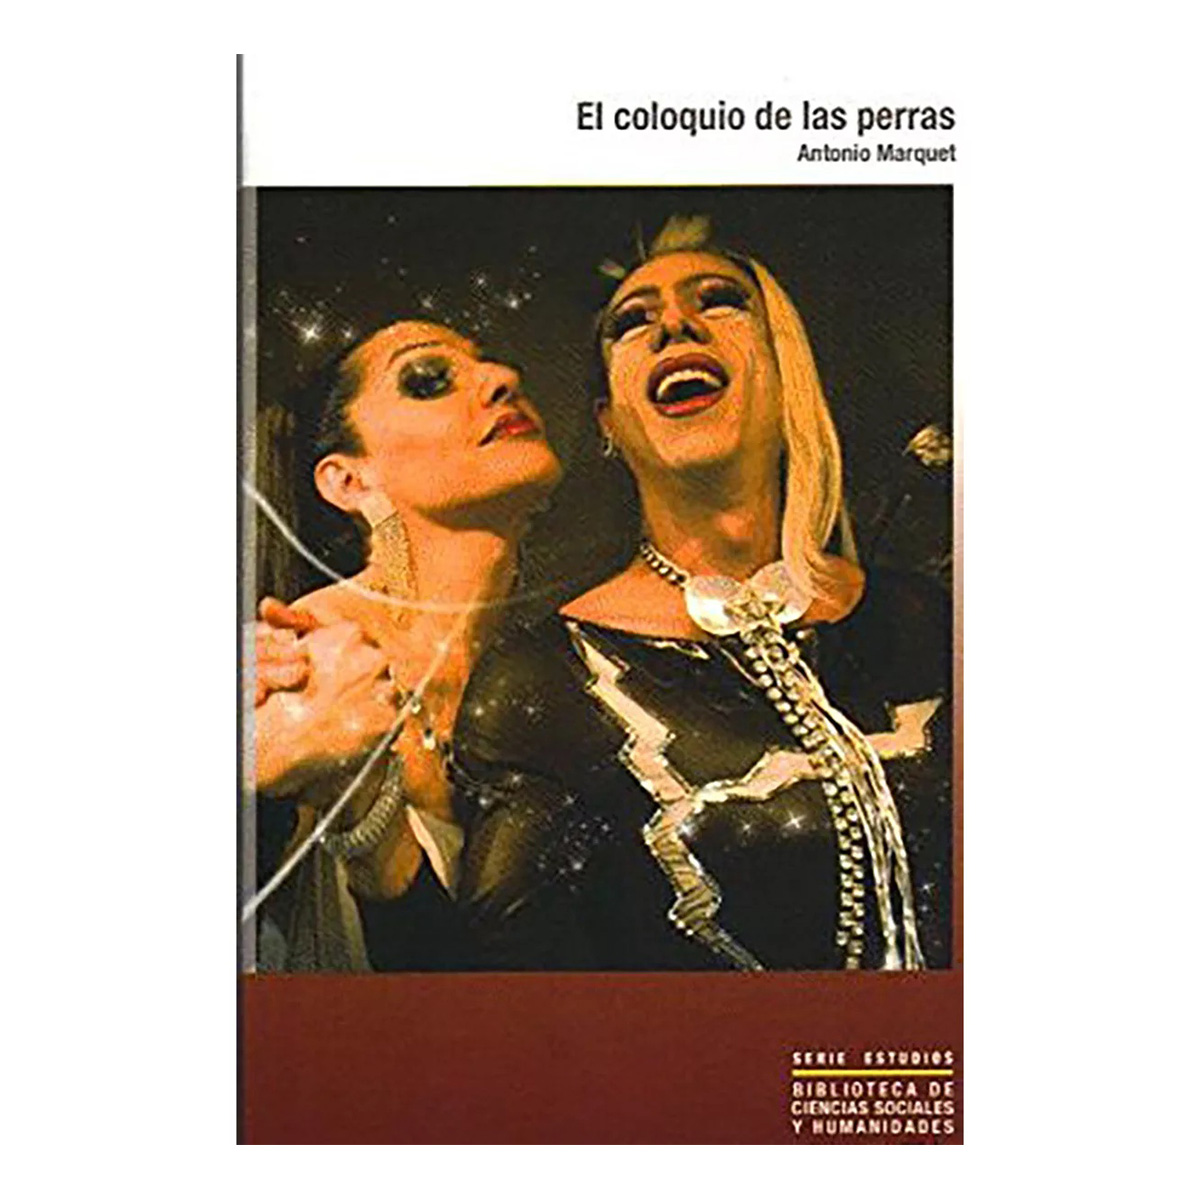 El coloquio de las perras
Antonio Marquet
SERIE ESTUDIOS
BIBLIOTECA DE
CIENCIAS SOCIALES
Y HUMANIDADES